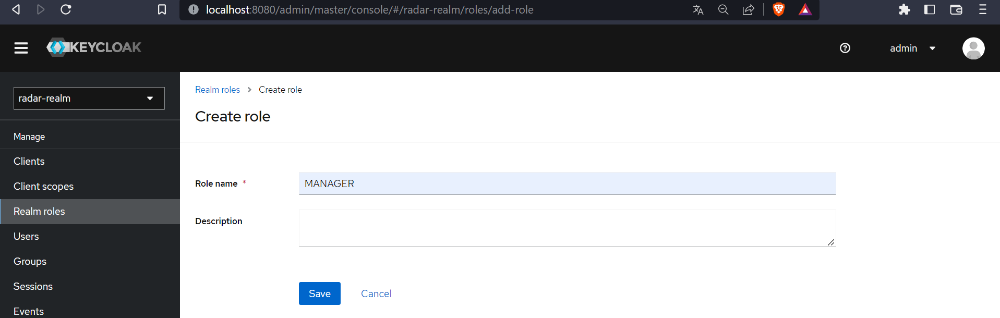 localhost:8080/admin/master/console/#/radar-realm/roles/add-role
KEYCLOAK
admin
radar-realm
Manage
Clients
Client scopes
Realm roles
Users
Groups
Sessions
Events
Realm roles > Create role
Create role
Role name *
MANAGER
Description
Save
Cancel